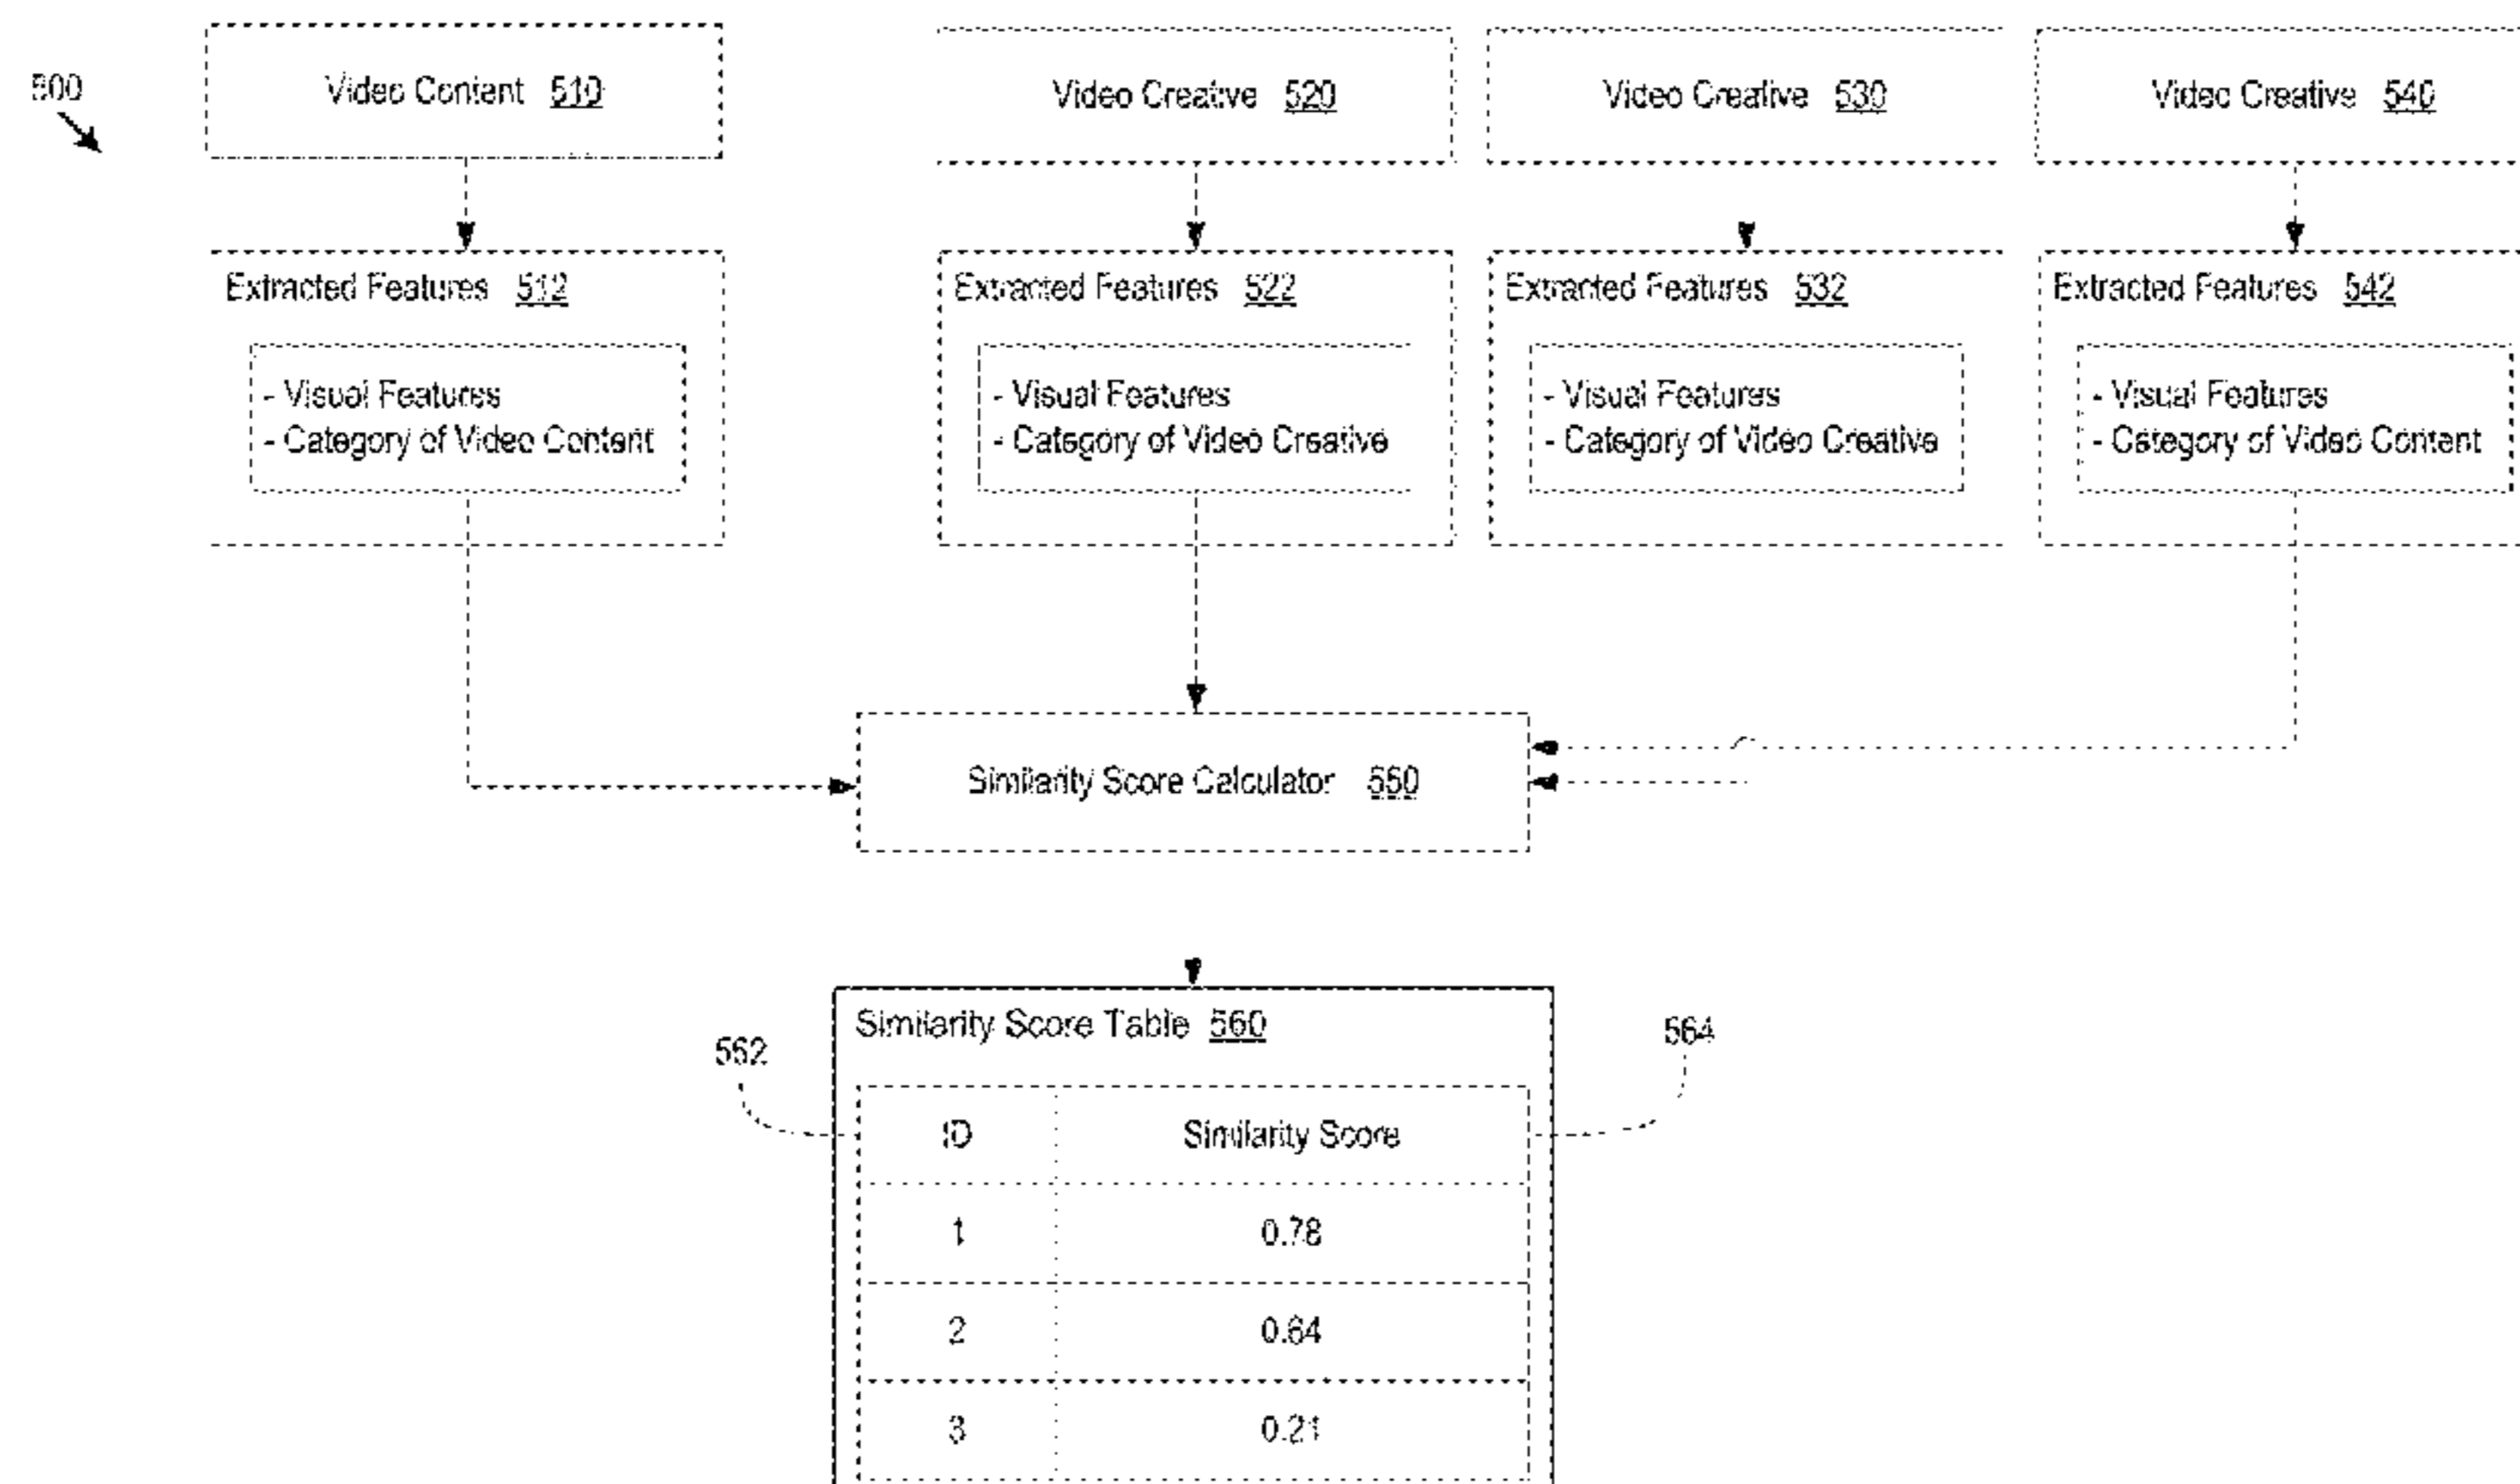 500
Video Content 510
Video Creative 520
Video Creative 530
Video Creative 540
Extracted Features 512
- Visual Features
- Category of Video Content
Extracted Features 522
- Visual Features
- Category of Video Creative
Extracted Features 532
- Visual Features
- Category of Video Creative
Extracted Features 542
- Visual Features
- Category of Video Content
Similarity Score Calculator 550
Similarity Score Table 560
562
564
ID Similarity Score
1 0.78
2 0.64
3 0.21